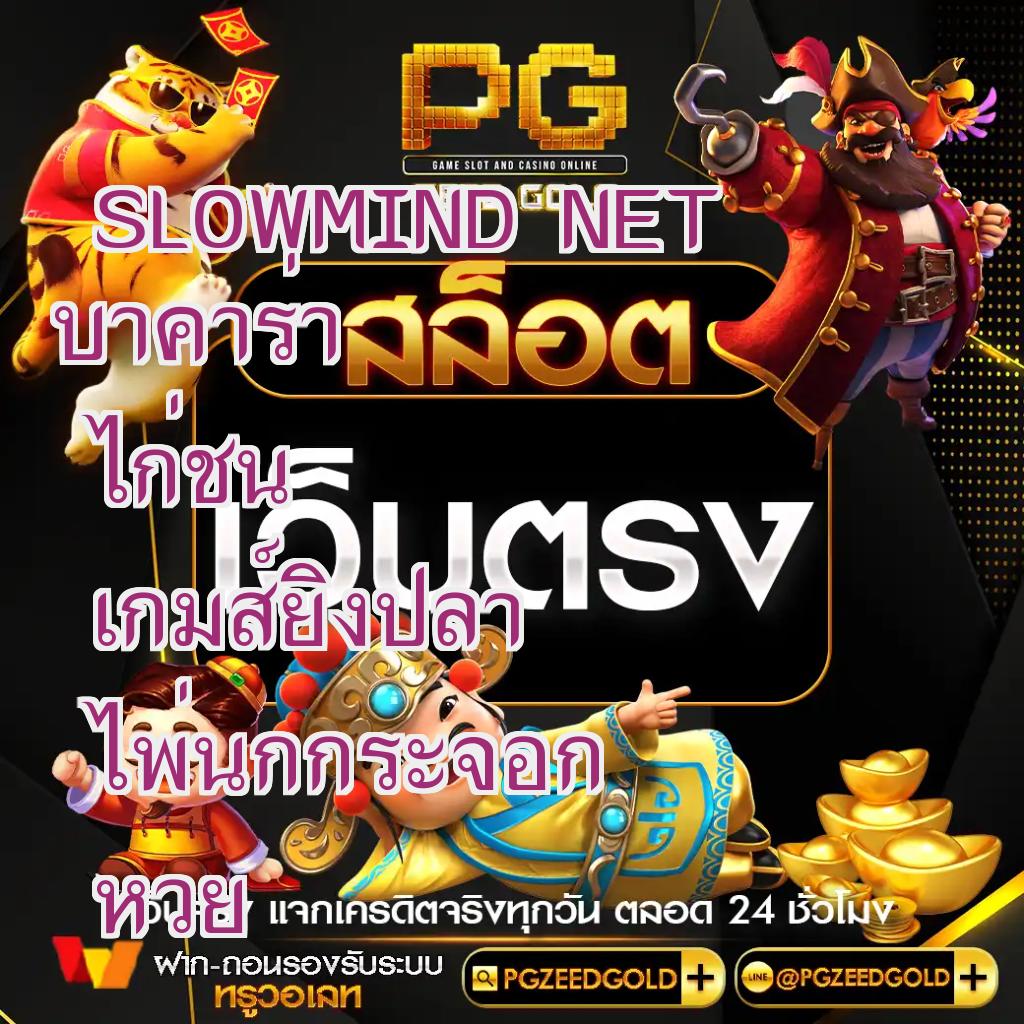 PG
GAME SLOT AND CASINO ONLINE
SLOWMIND NET
บาคาร่า
สล็อต
ไก่ชน
เว็บตรง
เกมส์ยิงปลา
ไพ่นกกระจอก
หวย
แจกเครดิตจริงทุกวัน ตลอด 24 ชั่วโมง
ฝาก-ถอนรองรับระบบ
ทรูวอเลท
PGZEEDGOLD +
LINE @PGZEEDGOLD +